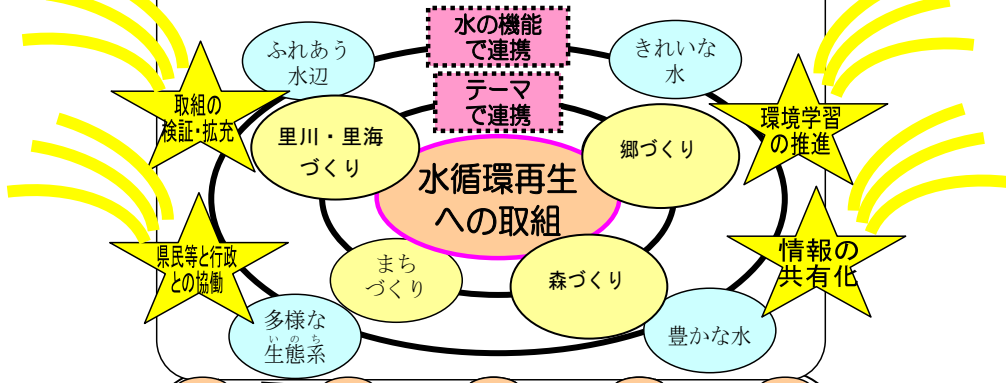 水の機能
で連携
ふれあう
水辺
きれいな
水
テーマ
で連携
取組の
検証・拡充
里川・里海
づくり
郷づくり
環境学習
の推進
水循環再生
への取組
県民等と行政
との協働
まち
づくり
森づくり
情報の
共有化
多様な
いのち
生態系
豊かな水